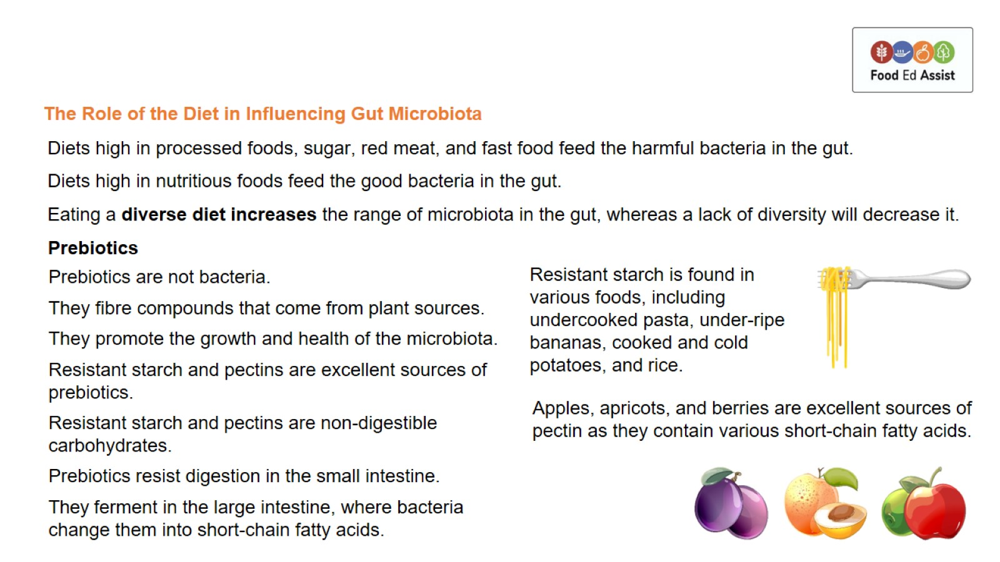 Food Ed Assist
The Role of the Diet in Influencing Gut Microbiota
Diets high in processed foods, sugar, red meat, and fast food feed the harmful bacteria in the gut.
Diets high in nutritious foods feed the good bacteria in the gut.
Eating a diverse diet increases the range of microbiota in the gut, whereas a lack of diversity will decrease it.
Prebiotics
Prebiotics are not bacteria.
They fibre compounds that come from plant sources.
They promote the growth and health of the microbiota.
Resistant starch and pectins are excellent sources of
prebiotics.
Resistant starch and pectins are non-digestible
carbohydrates.
Prebiotics resist digestion in the small intestine.
They ferment in the large intestine, where bacteria
change them into short-chain fatty acids.
Resistant starch is found in
various foods, including
undercooked pasta, under-ripe
bananas, cooked and cold
potatoes, and rice.
Apples, apricots, and berries are excellent sources of
pectin as they contain various short-chain fatty acids.